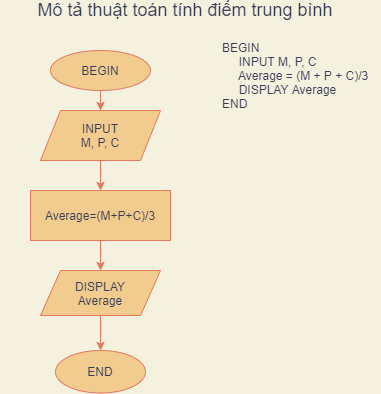 Mô tả thuật toán tính điểm trung bình
BEGIN
INPUT
M, P, C
Average=(M+P+C)/3
DISPLAY
Average
END
BEGIN
INPUT M, P, C
Average = (M + P + C)/3
DISPLAY Average
END